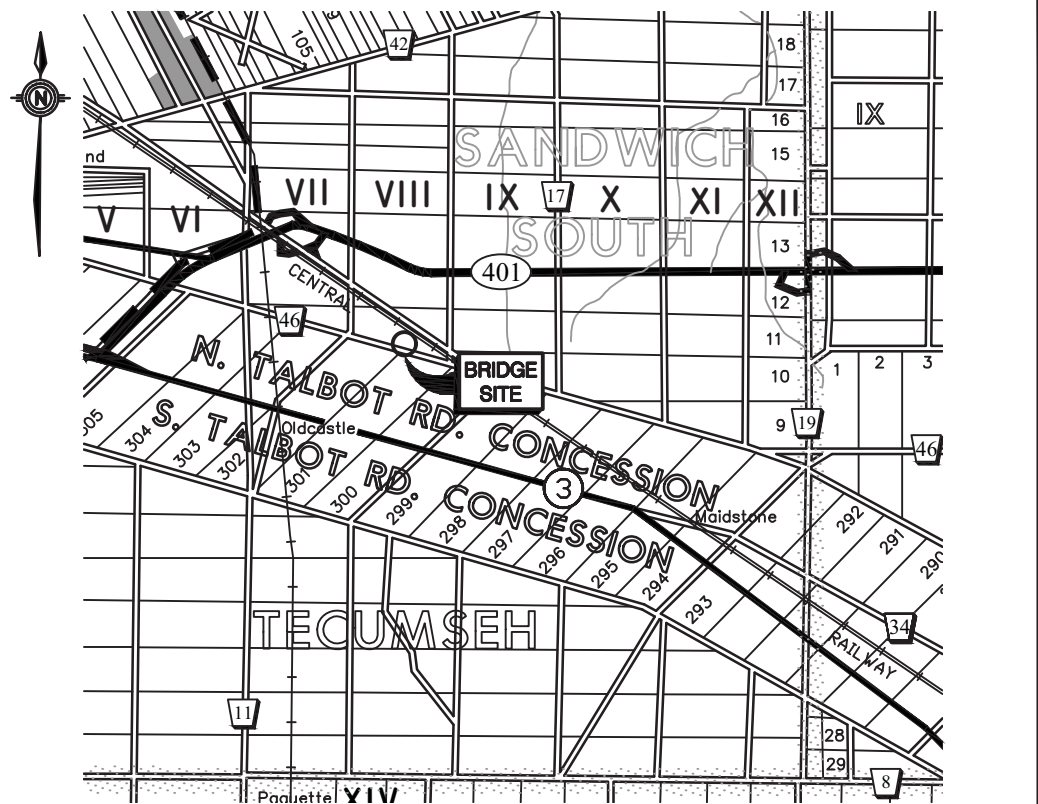 42
105
18
17
16
IX
SANDWICH
15
nd
VII
VIII
IX
17
X
XI
XII
V
VI
SOUTH
13
N
401
CENTRAL
12
46
11
N. TALBOT RD. CONCESSION
BRIDGE
SITE
10
1
2
3
9
19
46
S. TALBOT RD. CONCESSION
Oldcastle
304
303
302
301
300
299
298
297
296
295
294
293
3
Maidstone
292
291
290
TECUMSEH
34
RAILWAY
11
28
29
8
Paquette
XIV